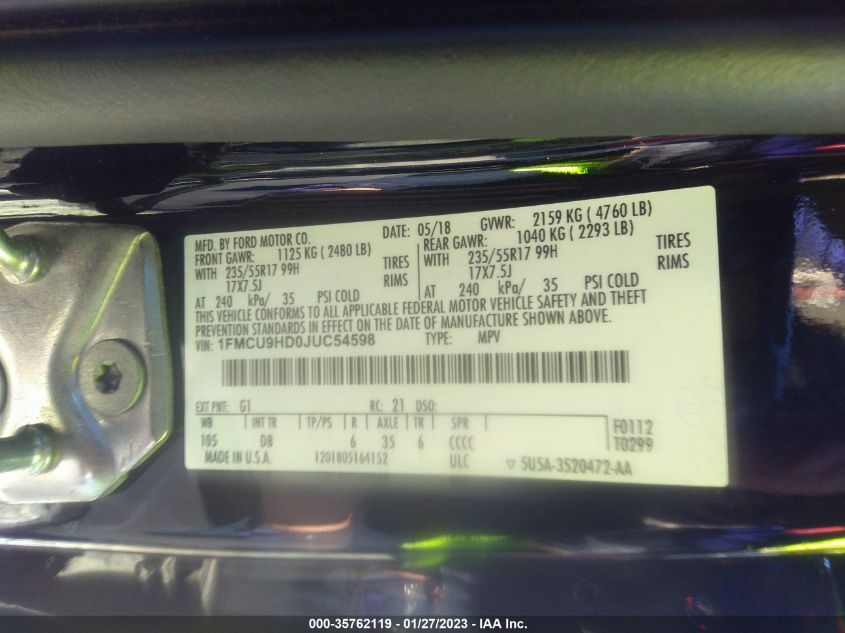 MFD. BY FORD MOTOR CO. DATE: 05/18 GVWR: 2159 KG ( 4760 LB)
FRONT GAWR: 1125 KG ( 2480 LB) REAR GAWR: 1040 KG ( 2293 LB)
WITH 235/55R17 99H TIRES WITH 235/55R17 99H TIRES
17X7.5J RIMS 17X7.5J RIMS
AT 240 kPa/ 35 PSI COLD AT 240 kPa/ 35 PSI COLD
THIS VEHICLE CONFORMS TO ALL APPLICABLE FEDERAL MOTOR VEHICLE SAFETY AND THEFT
PREVENTION STANDARDS IN EFFECT ON THE DATE OF MANUFACTURE SHOWN ABOVE.
VIN: 1FMCU9HD0JUC54598 TYPE: MPV
EXT PNT: G1 RC: 21 DSO: F0112
WB INT TR TP/PS R AXLE TR SPR T0299
105 D8 6 35 6 CCCC
MADE IN U.S.A. 1201805164152 ULC ▽ 5USA-3520472-AA
000-35762119 - 01/27/2023 - IAA Inc.